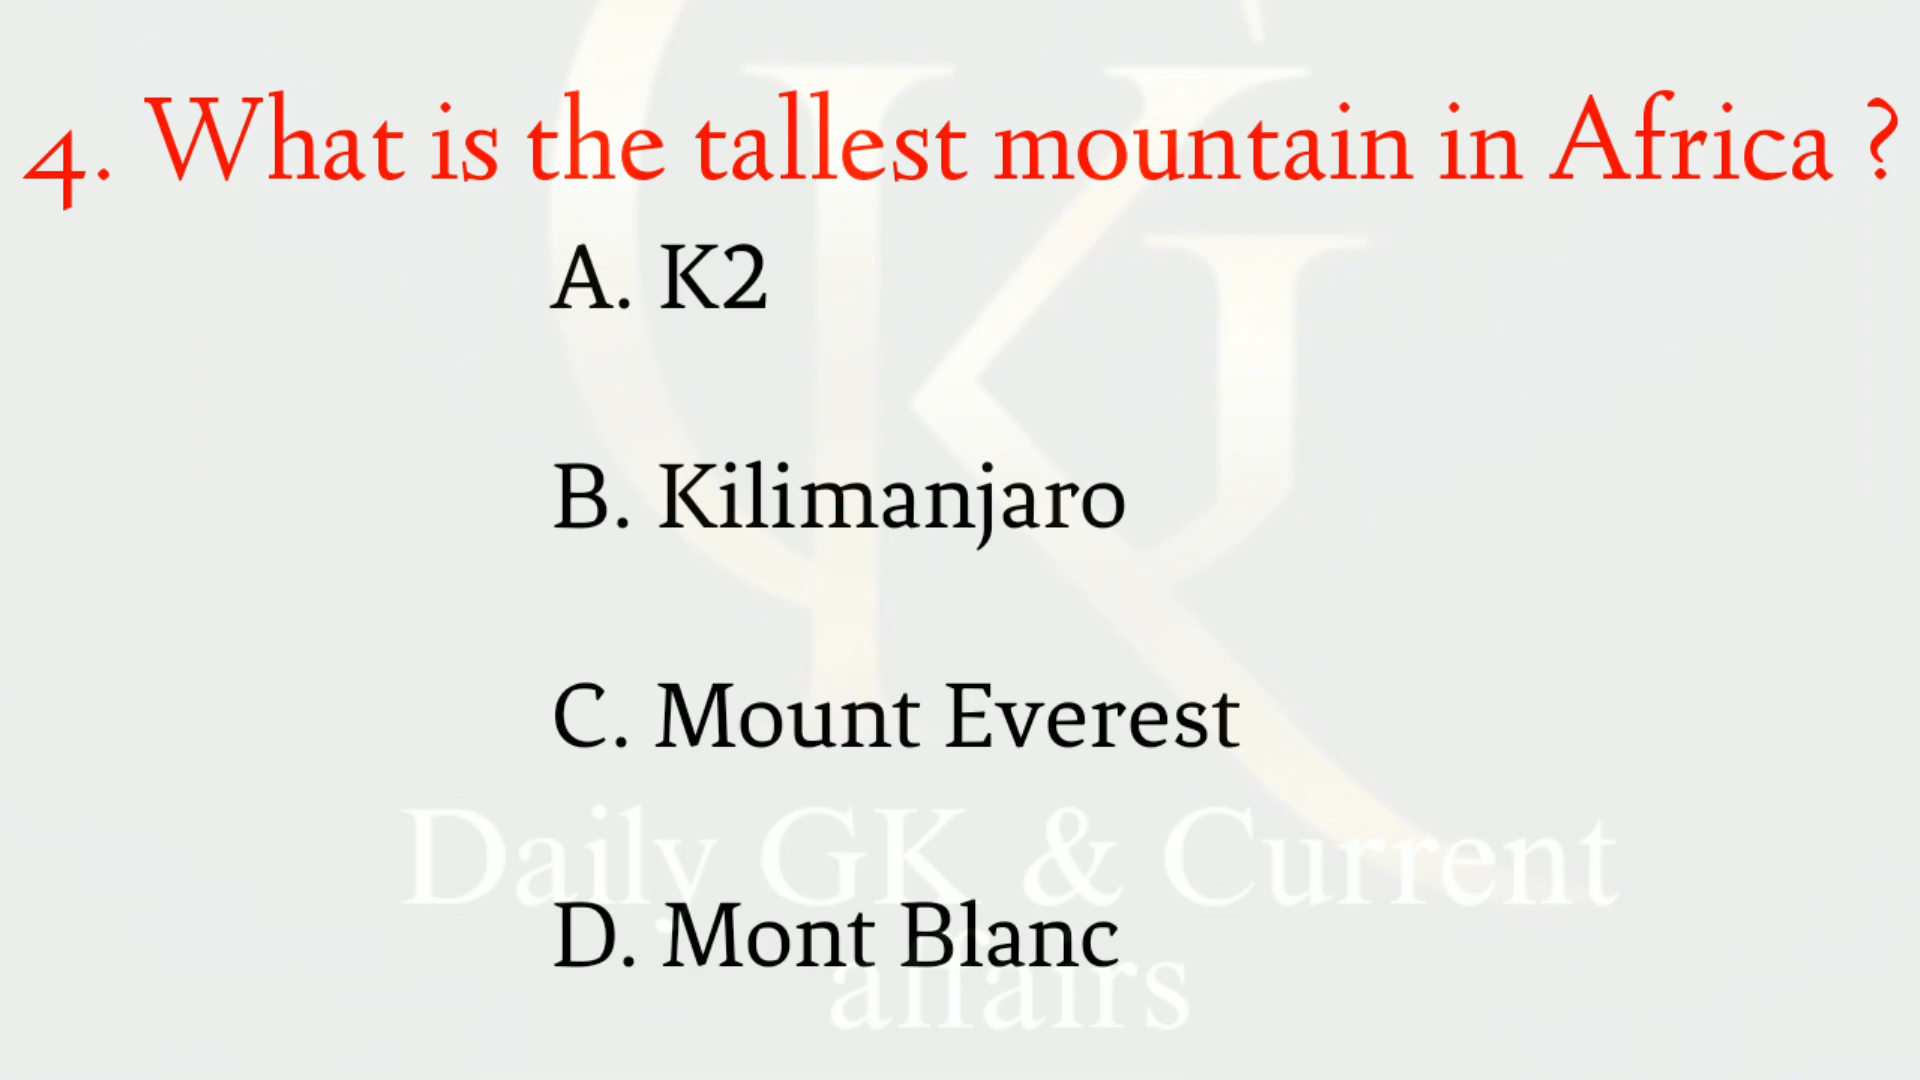 4. What is the tallest mountain in Africa ?
A. K2
B. Kilimanjaro
C. Mount Everest
Daily GK & Current
D. Mont Blanc
affairs